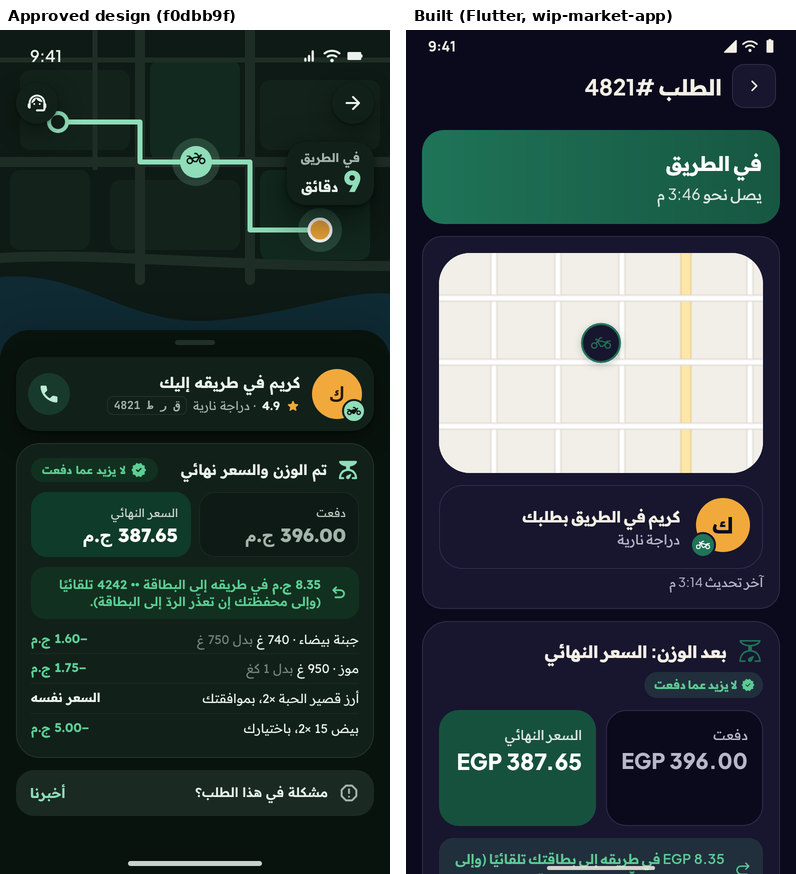 Approved design (f0dbb9f)
9:41
في الطريق
9 دقائق
ك
كريم في طريقه إليك
4.9 · دراجة نارية
ق ر ط 4821
تم الوزن والسعر نهائي
لا يزيد عما دفعت
دفعت
396.00 ج.م
السعر النهائي
387.65 ج.م
8.35 ج.م في طريقه إلى البطاقة •• 4242 تلقائيًا
(وإلى محفظتك إن تعذّر الردّ إلى البطاقة).
جبنة بيضاء · 740 غ بدل 750 غ
−1.60 ج.م
موز · 950 غ بدل 1 كغ
−1.75 ج.م
أرز قصير الحبة ×2، بموافقتك
السعر نفسه
بيض 15 ×2، باختيارك
−5.00 ج.م
مشكلة في هذا الطلب؟
أخبرنا
Built (Flutter, wip-market-app)
9:41
الطلب #4821
في الطريق
يصل نحو 3:46 م
ك
كريم في الطريق بطلبك
دراجة نارية
آخر تحديث 3:14 م
بعد الوزن: السعر النهائي
لا يزيد عما دفعت
دفعت
EGP 396.00
السعر النهائي
EGP 387.65
EGP 8.35 في طريقه إلى بطاقتك تلقائيًا (وإلى